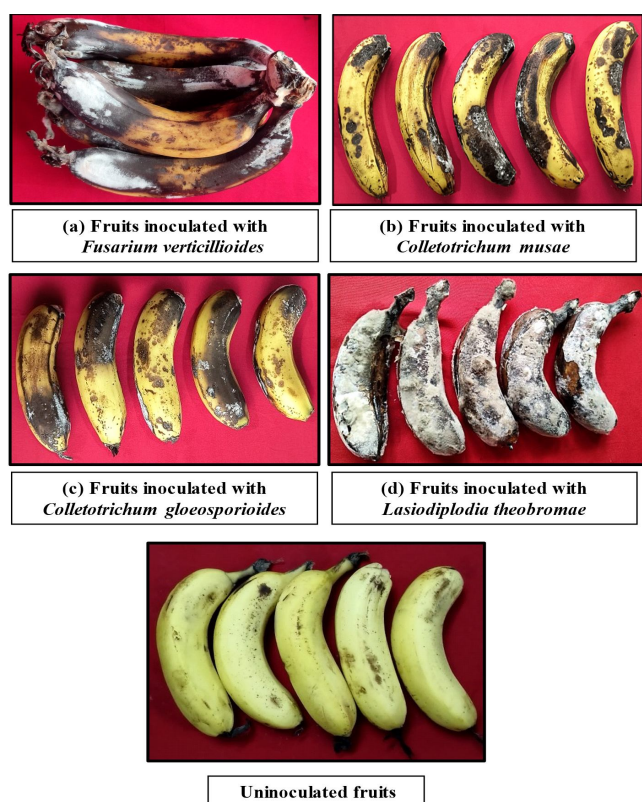 (a) Fruits inoculated with
Fusarium verticillioides
(b) Fruits inoculated with
Colletotrichum musae
(c) Fruits inoculated with
Colletotrichum gloeosporioides
(d) Fruits inoculated with
Lasiodiplodia theobromae
Uninoculated fruits